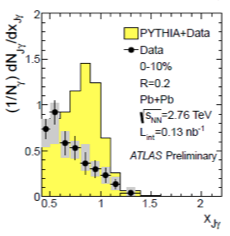 (1/Nγ) dNJγ/dxJγ
2
1.5
1
0.5
0
PYTHIA+Data
Data
0-10%
R=0.2
Pb+Pb
√sNN=2.76 TeV
Lint=0.13 nb⁻¹
ATLAS Preliminary
0.5 1 1.5 2
xJγ